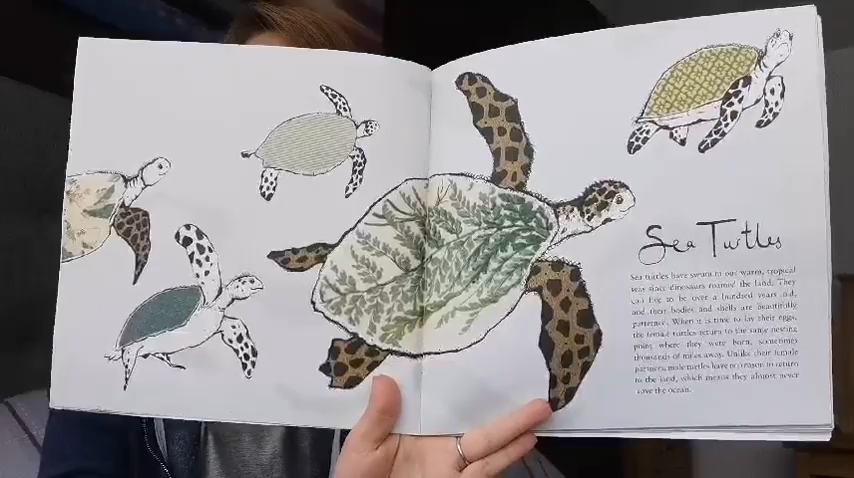 Sea Turtles
Sea turtles have swum in our warm, tropical
seas since dinosaurs roamed the land. They
can live to be over a hundred years old,
and their bodies and shells are beautifully
patterned. When it is time to lay their eggs,
the female turtles return to the same nesting
point where they were born, sometimes
thousands of miles away. Unlike their female
partners, male turtles have no reason to return
to the land, which means they almost never
leave the ocean.